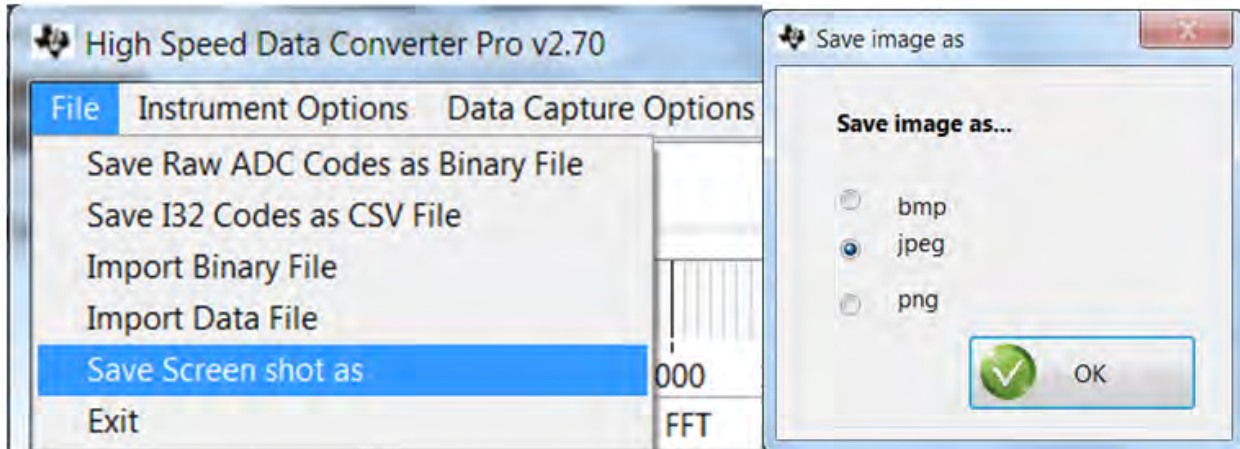 High Speed Data Converter Pro v2.70
File Instrument Options Data Capture Options
Save Raw ADC Codes as Binary File
Save I32 Codes as CSV File
Import Binary File
Import Data File
Save Screen shot as
Exit
000
FFT
Save image as
Save image as...
bmp
jpeg
png
OK